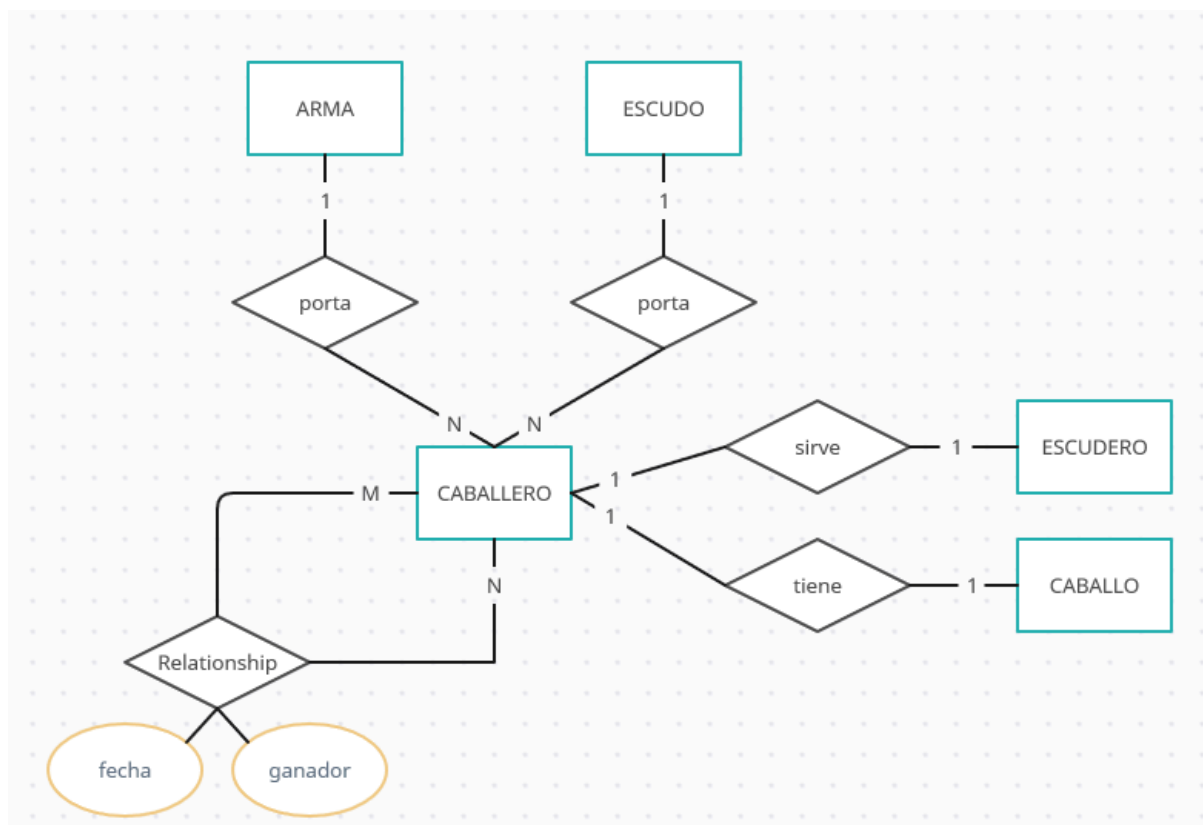 ARMA
ESCUDO
1
1
porta
porta
N
N
sirve
1
ESCUDERO
1
M
CABALLERO
1
N
tiene
1
CABALLO
Relationship
fecha
ganador